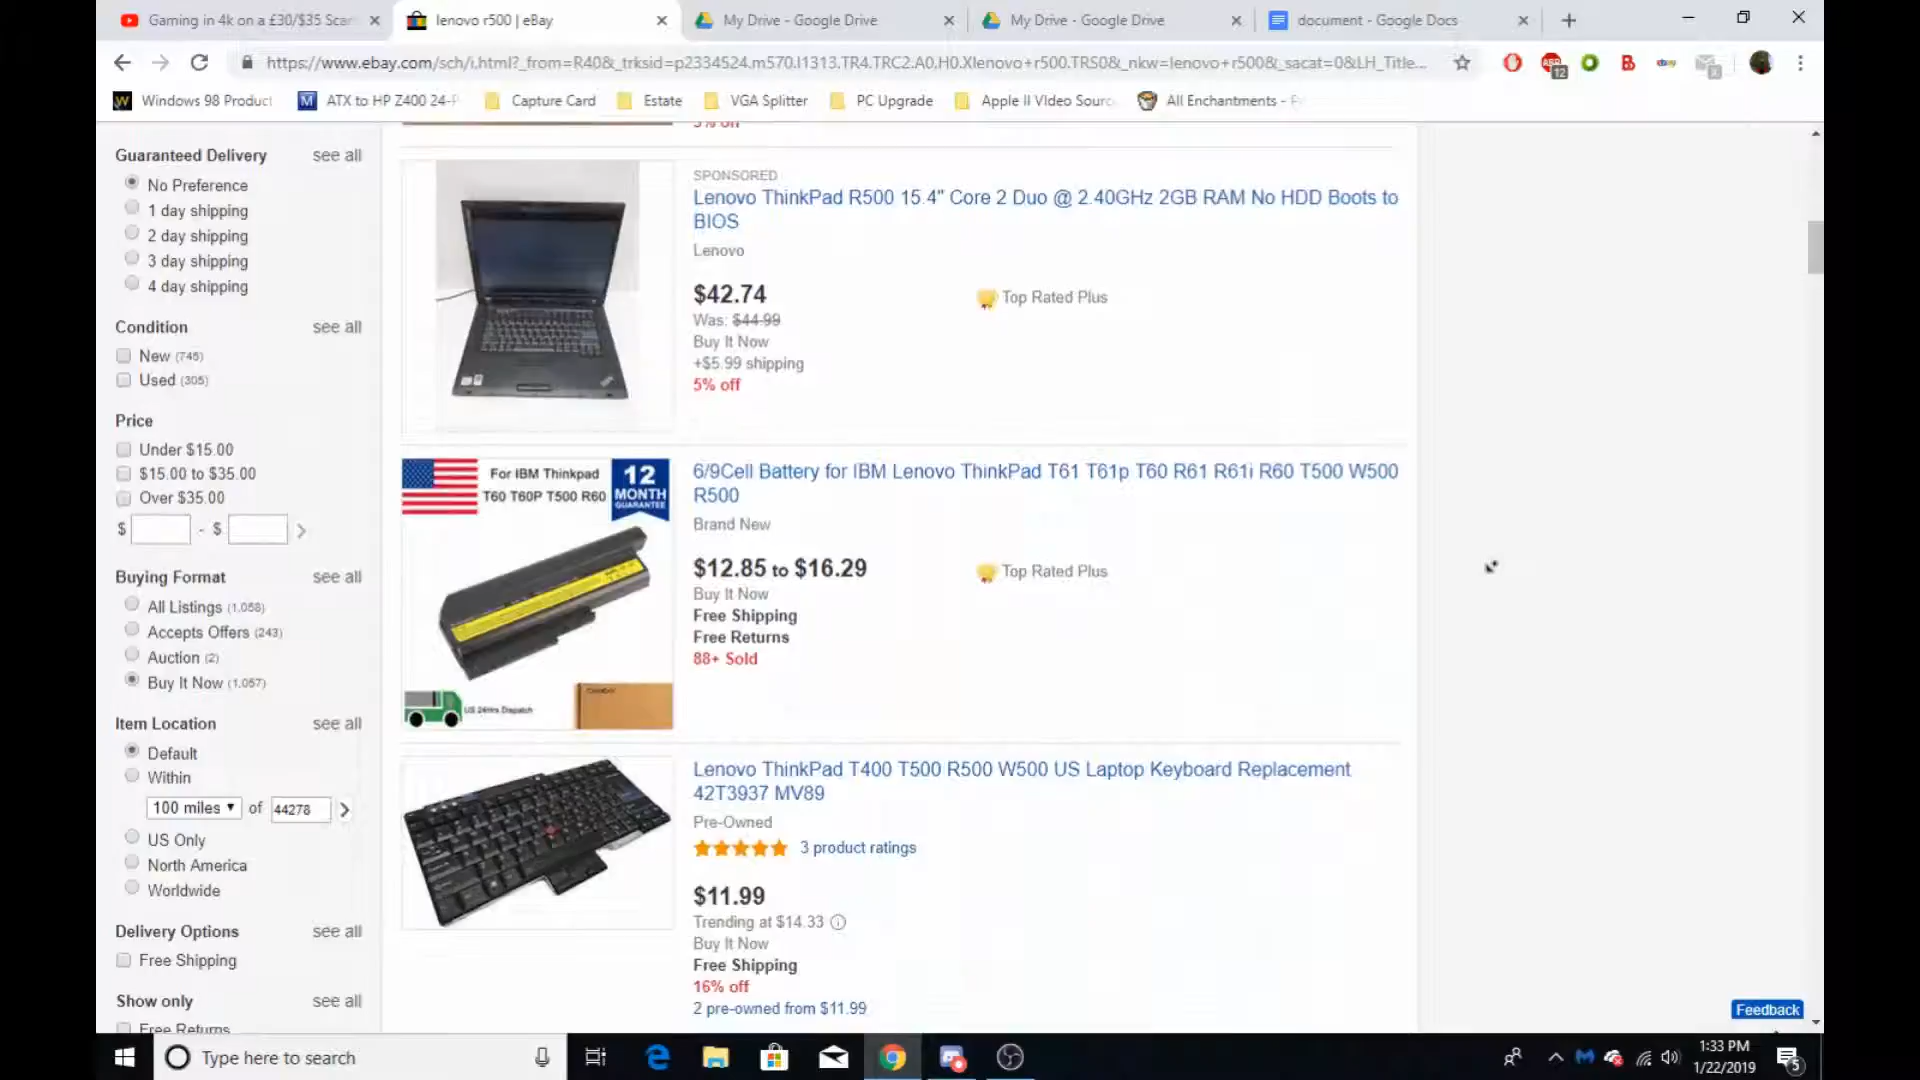 Gaming in 4k on a £30/$35 Scar
lenovo r500 | eBay
My Drive - Google Drive
My Drive - Google Drive
document - Google Docs
https://www.ebay.com/sch/i.html?_from=R40&_trksid=p2334524.m570.l1313.TR4.TRC2.A0.H0.Xlenovo+r500.TRS0&_nkw=lenovo+r500&_sacat=0&LH_Title...
12
Windows 98 Product
ATX to HP Z400 24-P
Capture Card
Estate
VGA Splitter
PC Upgrade
Apple II Video Sourc
All Enchantments -
5% off
Guaranteed Delivery see all
No Preference
1 day shipping
2 day shipping
3 day shipping
4 day shipping
Condition see all
New (746)
Used (305)
Price
Under $15.00
$15.00 to $35.00
Over $35.00
$ - $
Buying Format see all
All Listings (1,058)
Accepts Offers (243)
Auction (2)
Buy It Now (1,057)
Item Location see all
Default
Within
100 miles of 44278
US Only
North America
Worldwide
Delivery Options see all
Free Shipping
Show only see all
Free Returns
SPONSORED
Lenovo ThinkPad R500 15.4" Core 2 Duo @ 2.40GHz 2GB RAM No HDD Boots to
BIOS
Lenovo
$42.74
Top Rated Plus
Was: $44.99
Buy It Now
+$5.99 shipping
5% off
For IBM Thinkpad
T60 T60P T500 R60
12
MONTH
GUARANTEE
US 24Hrs Dispatch
6/9Cell Battery for IBM Lenovo ThinkPad T61 T61p T60 R61 R61i R60 T500 W500
R500
Brand New
$12.85 to $16.29
Top Rated Plus
Buy It Now
Free Shipping
Free Returns
88+ Sold
Lenovo ThinkPad T400 T500 R500 W500 US Laptop Keyboard Replacement
42T3937 MV89
Pre-Owned
3 product ratings
$11.99
Trending at $14.33
Buy It Now
Free Shipping
16% off
2 pre-owned from $11.99
Feedback
Type here to search
1:33 PM
1/22/2019
5